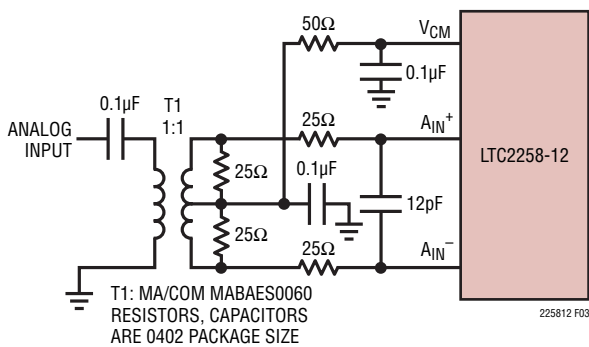 50Ω
VCM
0.1µF
0.1µF
T1
1:1
ANALOG
INPUT
25Ω
AIN+
LTC2258-12
25Ω
0.1µF
12pF
25Ω
25Ω
AIN–
T1: MA/COM MABAES0060
RESISTORS, CAPACITORS
ARE 0402 PACKAGE SIZE
225812 F03